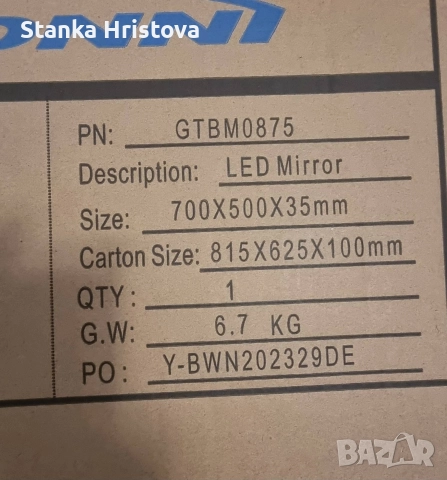 Stanka Hristova
PN: GTBM0875
Description: LED Mirror
Size: 700X500X35mm
Carton Size: 815X625X100mm
QTY: 1
G.W: 6.7 KG
PO: Y-BWN202329DE
BAZAR